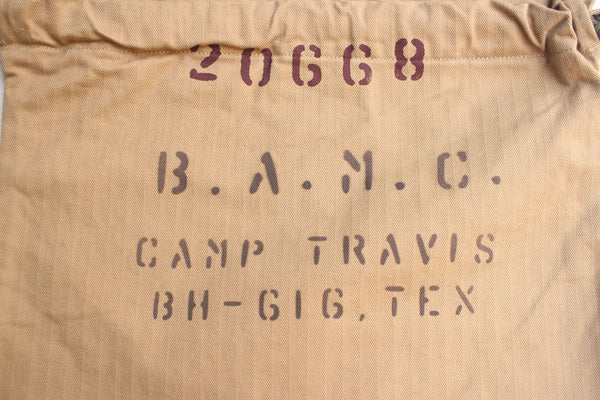 20668
B.A.M.C.
CAMP TRAVIS
BH-616, TEX